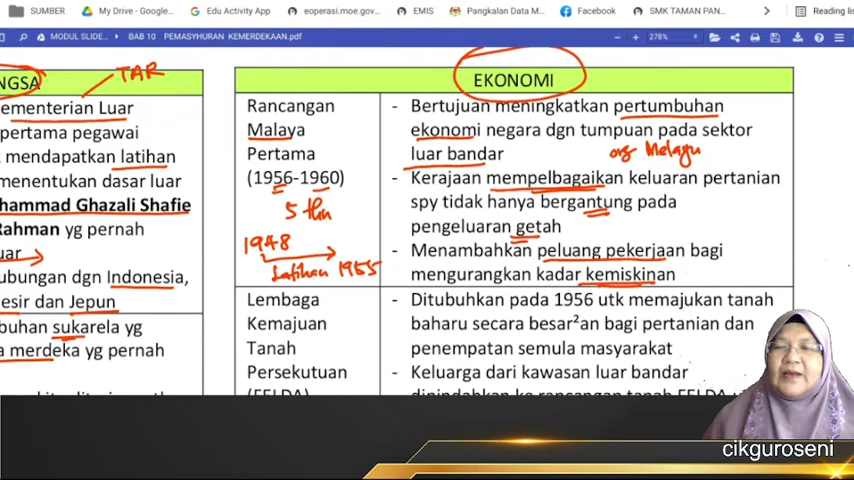 SUMBER
My Drive - Google...
Edu Activity App
eoperasi.moe.gov...
EMIS
Pangkalan Data M...
Facebook
SMK TAMAN PAN...
Reading lis
MODUL SLIDE...
BAB 10 PEMASYHURAN KEMERDEKAAN.pdf
278%
NGSA
TAR
ementerian Luar
pertama pegawai
mendapatkan latihan
menentukan dasar luar
hammad Ghazali Shafie
Rahman yg pernah
uar
ubungan dgn Indonesia,
esir dan Jepun
buhan sukarela yg
a merdeka yg pernah
EKONOMI
Rancangan
Malaya
Pertama
(1956-1960)
5 thn
1948
Latihan 1955
- Bertujuan meningkatkan pertumbuhan
ekonomi negara dgn tumpuan pada sektor
luar bandar
org Melayu
- Kerajaan mempelbagaikan keluaran pertanian
spy tidak hanya bergantung pada
pengeluaran getah
- Menambahkan peluang pekerjaan bagi
mengurangkan kadar kemiskinan
Lembaga
Kemajuan
Tanah
Persekutuan
(FELDA)
- Ditubuhkan pada 1956 utk memajukan tanah
baharu secara besar²an bagi pertanian dan
penempatan semula masyarakat
- Keluarga dari kawasan luar bandar
dipindahkan ke rancangan tanah FELDA u
cikguroseni